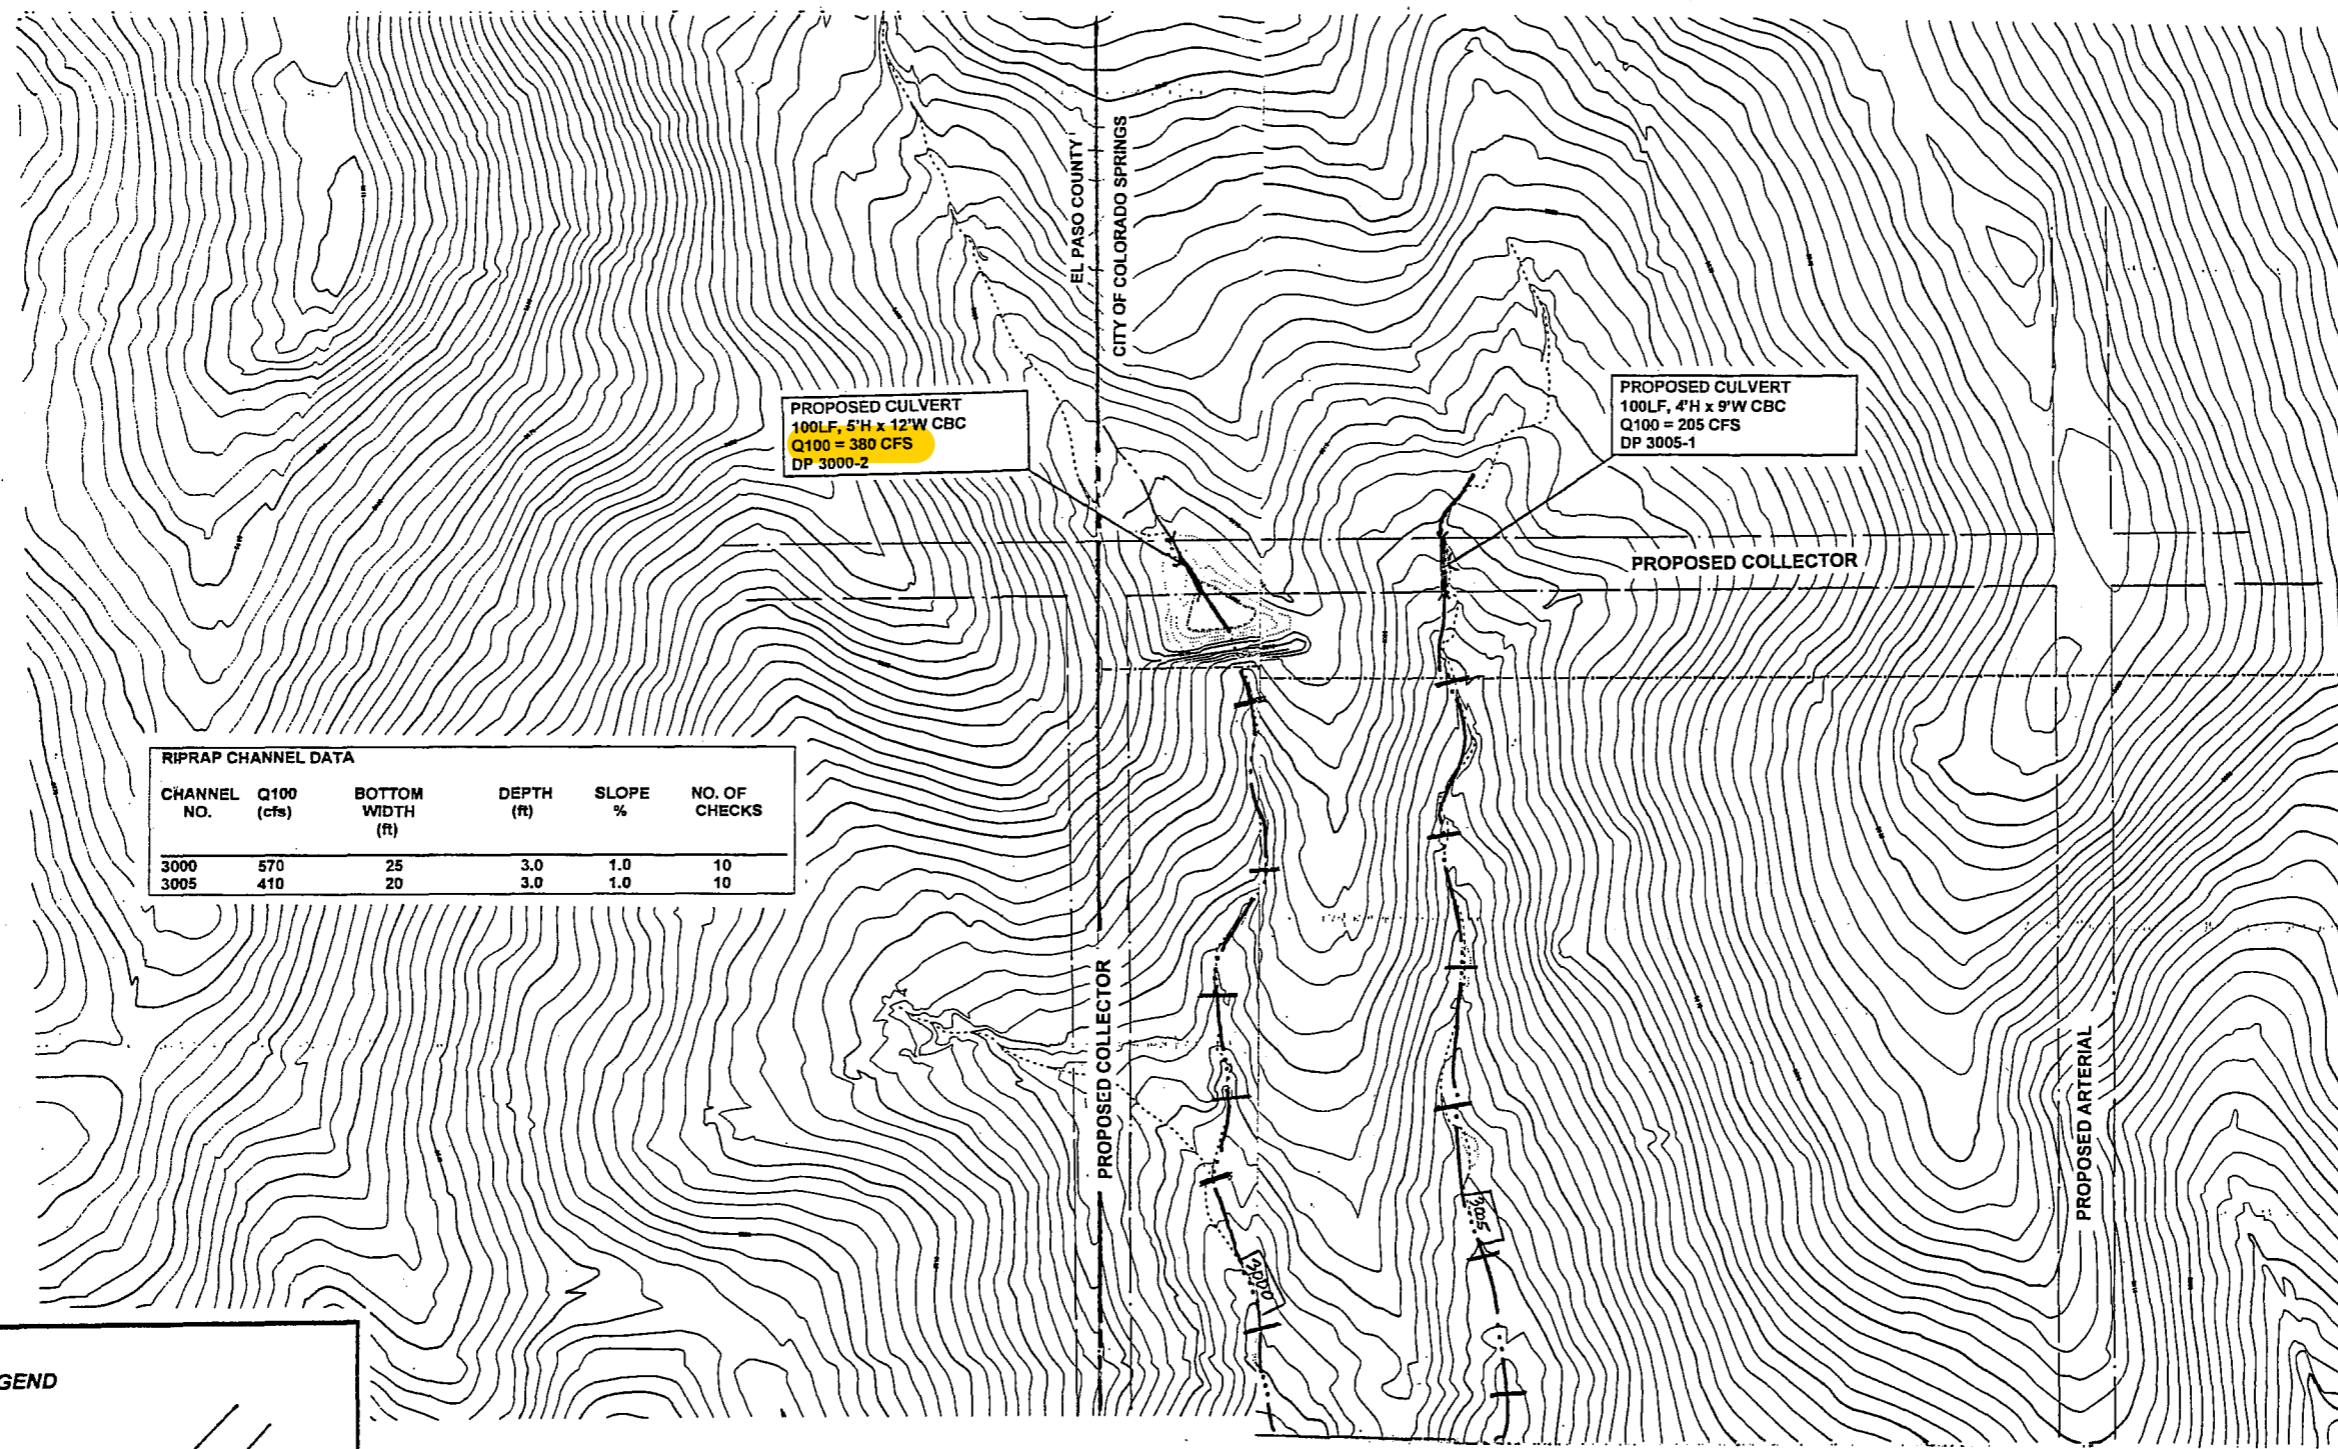 EL PASO COUNTY
CITY OF COLORADO SPRINGS
PROPOSED CULVERT
100LF, 5'H x 12'W CBC
Q100 = 380 CFS
DP 3000-2
PROPOSED CULVERT
100LF, 4'H x 9'W CBC
Q100 = 205 CFS
DP 3005-1
PROPOSED COLLECTOR
RIPRAP CHANNEL DATA
CHANNEL Q100 BOTTOM DEPTH SLOPE NO. OF
NO. (cfs) WIDTH (ft) % CHECKS
(ft)
3000 570 25 3.0 1.0 10
3005 410 20 3.0 1.0 10
PROPOSED COLLECTOR
PROPOSED ARTERIAL
3005
3000
GEND